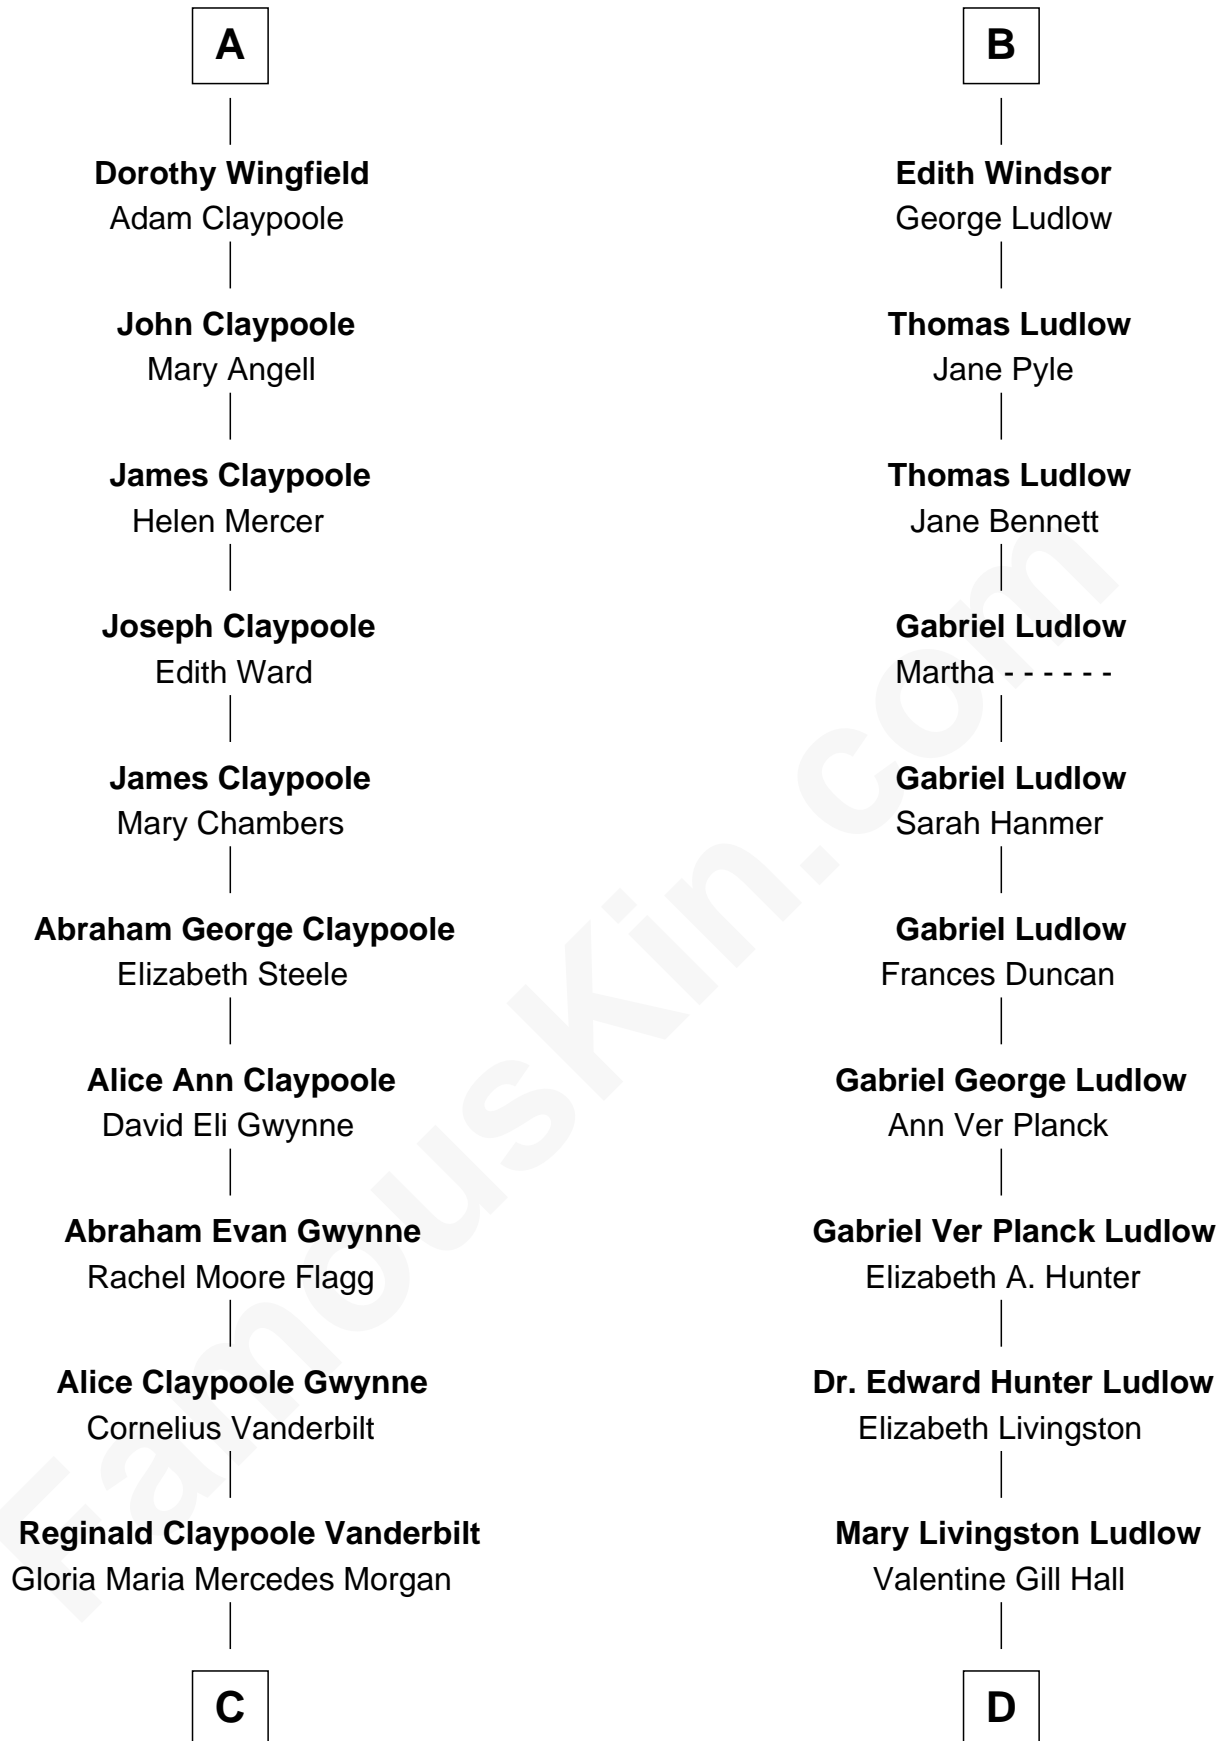 A
Dorothy Wingfield
Adam Claypoole
John Claypoole
Mary Angell
James Claypoole
Helen Mercer
Joseph Claypoole
Edith Ward
James Claypoole
Mary Chambers
Abraham George Claypoole
Elizabeth Steele
Alice Ann Claypoole
David Eli Gwynne
Abraham Evan Gwynne
Rachel Moore Flagg
Alice Claypoole Gwynne
Cornelius Vanderbilt
Reginald Claypoole Vanderbilt
Gloria Maria Mercedes Morgan
C
B
Edith Windsor
George Ludlow
Thomas Ludlow
Jane Pyle
Thomas Ludlow
Jane Bennett
Gabriel Ludlow
Martha - - - - - -
Gabriel Ludlow
Sarah Hanmer
Gabriel Ludlow
Frances Duncan
Gabriel George Ludlow
Ann Ver Planck
Gabriel Ver Planck Ludlow
Elizabeth A. Hunter
Dr. Edward Hunter Ludlow
Elizabeth Livingston
Mary Livingston Ludlow
Valentine Gill Hall
D
FamousKin.com